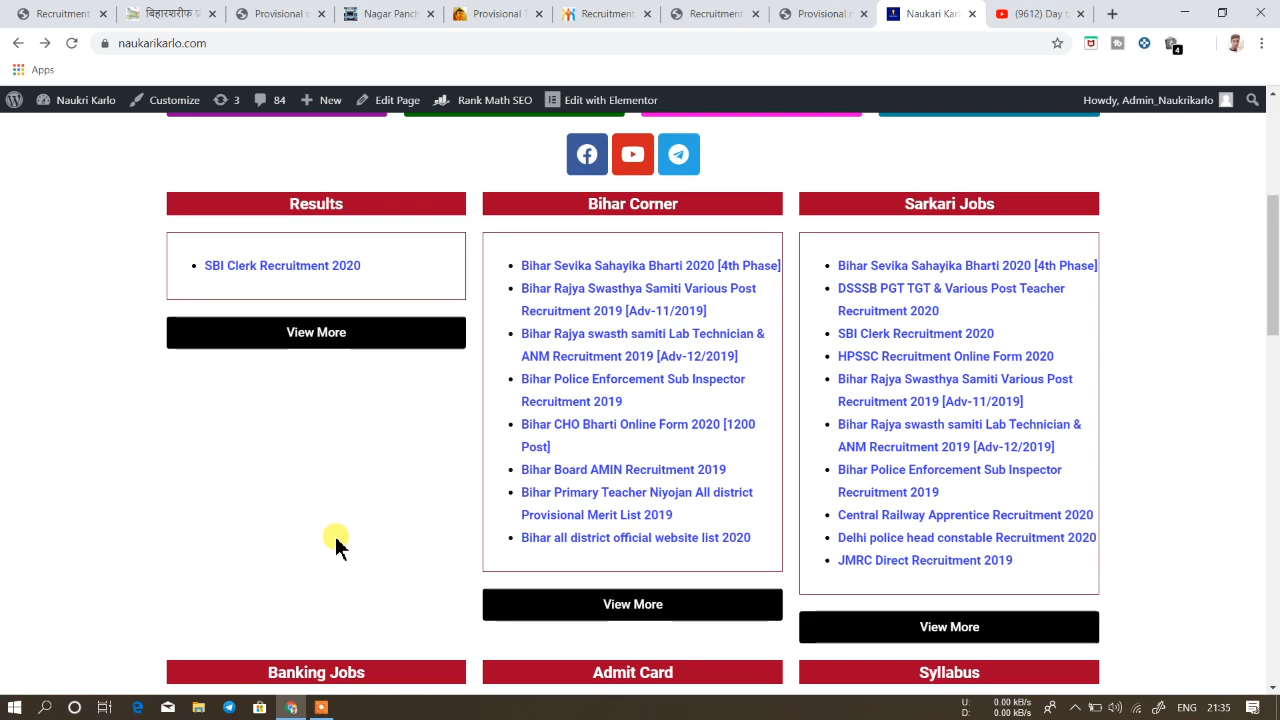 Recruitment
Provisional
Nagar Panch
Provisional T
Recruitment
Recruitment
Provisional
Naukri Karl
(9612) Day t
naukarikarlo.com
4
Apps
Naukri Karlo
Customize
3
84
New
Edit Page
Rank Math SEO
Edit with Elementor
Howdy, Admin_Naukrikarlo
Results
SBI Clerk Recruitment 2020
View More
Bihar Corner
Bihar Sevika Sahayika Bharti 2020 [4th Phase]
Bihar Rajya Swasthya Samiti Various Post
Recruitment 2019 [Adv-11/2019]
Bihar Rajya swasth samiti Lab Technician &
ANM Recruitment 2019 [Adv-12/2019]
Bihar Police Enforcement Sub Inspector
Recruitment 2019
Bihar CHO Bharti Online Form 2020 [1200
Post]
Bihar Board AMIN Recruitment 2019
Bihar Primary Teacher Niyojan All district
Provisional Merit List 2019
Bihar all district official website list 2020
View More
Sarkari Jobs
Bihar Sevika Sahayika Bharti 2020 [4th Phase]
DSSSB PGT TGT & Various Post Teacher
Recruitment 2020
SBI Clerk Recruitment 2020
HPSSC Recruitment Online Form 2020
Bihar Rajya Swasthya Samiti Various Post
Recruitment 2019 [Adv-11/2019]
Bihar Rajya swasth samiti Lab Technician &
ANM Recruitment 2019 [Adv-12/2019]
Bihar Police Enforcement Sub Inspector
Recruitment 2019
Central Railway Apprentice Recruitment 2020
Delhi police head constable Recruitment 2020
JMRC Direct Recruitment 2019
View More
Banking Jobs
Admit Card
Syllabus
U: 0.00 kB/s
D: 0.00 kB/s
ENG
21:35